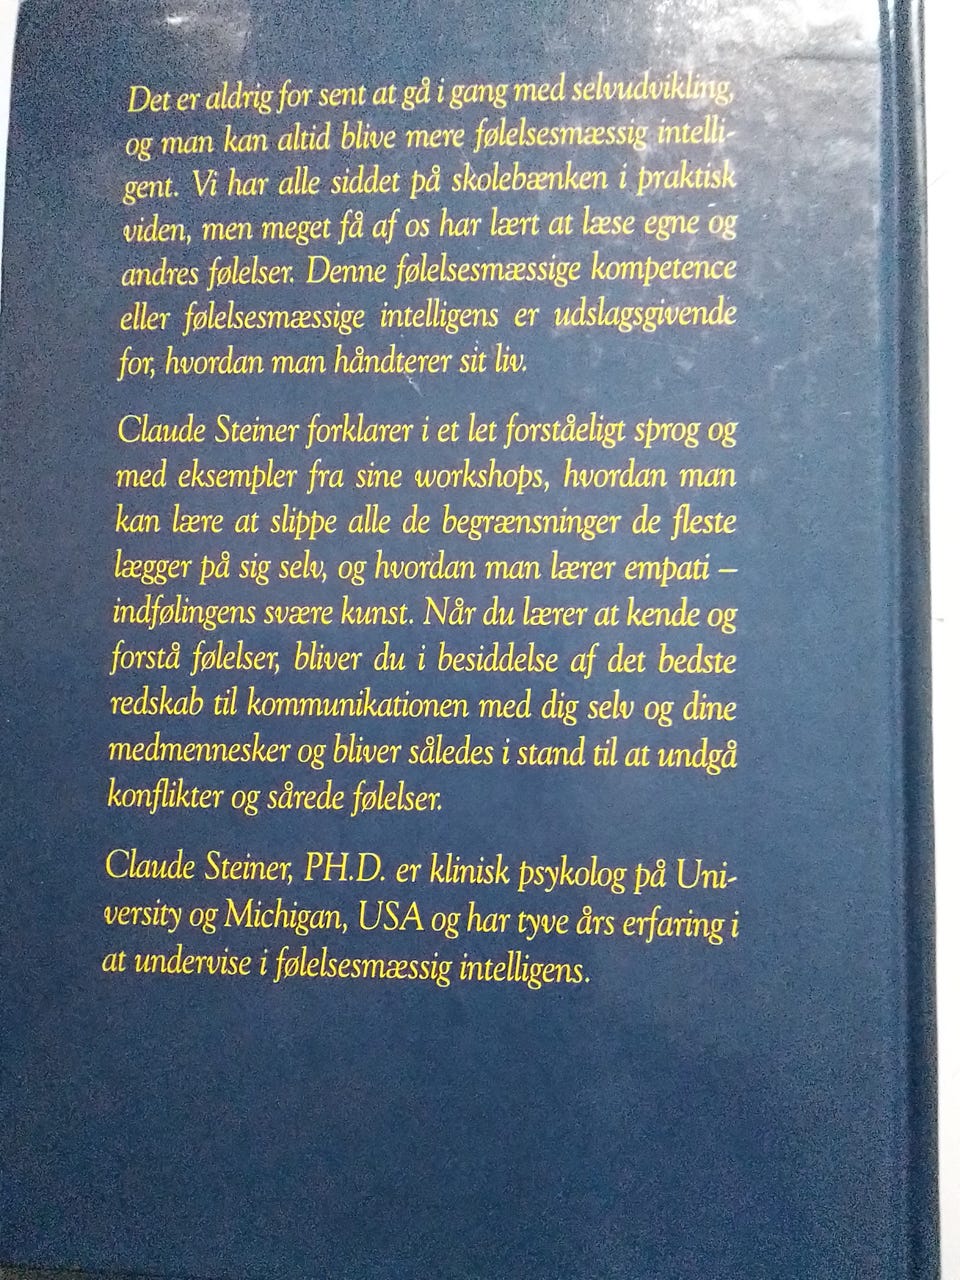 Det er aldrig for sent at gå i gang med selvudvikling,
og man kan altid blive mere følelsesmæssig intelli-
gent. Vi har alle siddet på skolebænken i praktisk
viden, men meget få af os har lært at læse egne og
andres følelser. Denne følelsesmæssige kompetence
eller følelsesmæssige intelligens er udslagsgivende
for, hvordan man håndterer sit liv.
Claude Steiner forklarer i et let forståeligt sprog og
med eksempler fra sine workshops, hvordan man
kan lære at slippe alle de begrænsninger de fleste
lægger på sig selv, og hvordan man lærer empati –
indfølingens svære kunst. Når du lærer at kende og
forstå følelser, bliver du i besiddelse af det bedste
redskab til kommunikationen med dig selv og dine
medmennesker og bliver således i stand til at undgå
konflikter og sårede følelser.
Claude Steiner, PH.D. er klinisk psykolog på Uni-
versity og Michigan, USA og har tyve års erfaring i
at undervise i følelsesmæssig intelligens.